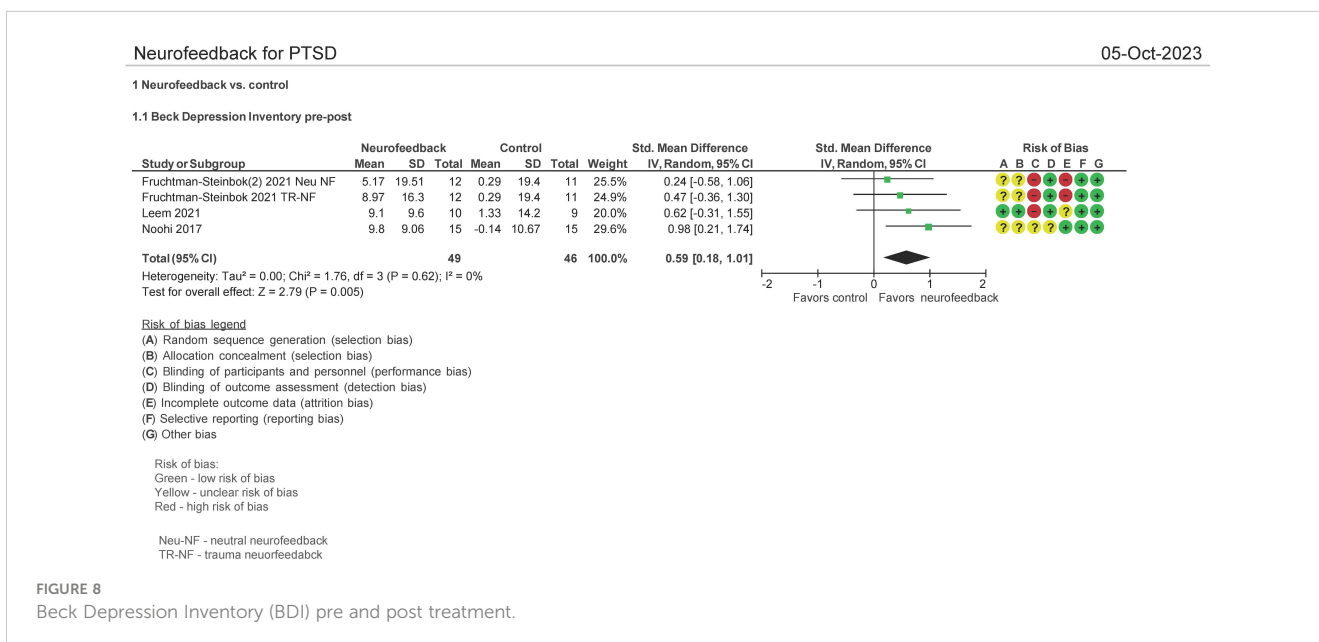 Neurofeedback for PTSD 05-Oct-2023
1 Neurofeedback vs. control
1.1 Beck Depression Inventory pre-post
Neurofeedback Control Std. Mean Difference Std. Mean Difference Risk of Bias
Study or Subgroup Mean SD Total Mean SD Total Weight IV, Random, 95% CI IV, Random, 95% CI A B C D E F G
Fruchtman-Steinbok(2) 2021 Neu NF 5.17 19.51 12 0.29 19.4 11 25.5% 0.24 [-0.58, 1.06] ? ? - + - + +
Fruchtman-Steinbok 2021 TR-NF 8.97 16.3 12 0.29 19.4 11 24.9% 0.47 [-0.36, 1.30] ? ? - + - + +
Leem 2021 9.1 9.6 10 1.33 14.2 9 20.0% 0.62 [-0.31, 1.55] + + - + ? + +
Noohi 2017 9.8 9.06 15 -0.14 10.67 15 29.6% 0.98 [0.21, 1.74] ? ? ? ? + + +
Total (95% CI) 49 46 100.0% 0.59 [0.18, 1.01]
Heterogeneity: Tau² = 0.00; Chi² = 1.76, df = 3 (P = 0.62); I² = 0%
Test for overall effect: Z = 2.79 (P = 0.005)
-2 -1 0 1 2
Favors control Favors neurofeedback
Risk of bias legend
(A) Random sequence generation (selection bias)
(B) Allocation concealment (selection bias)
(C) Blinding of participants and personnel (performance bias)
(D) Blinding of outcome assessment (detection bias)
(E) Incomplete outcome data (attrition bias)
(F) Selective reporting (reporting bias)
(G) Other bias
Risk of bias:
Green - low risk of bias
Yellow - unclear risk of bias
Red - high risk of bias
Neu-NF - neutral neurofeedback
TR-NF - trauma neuorfeedabck
FIGURE 8
Beck Depression Inventory (BDI) pre and post treatment.